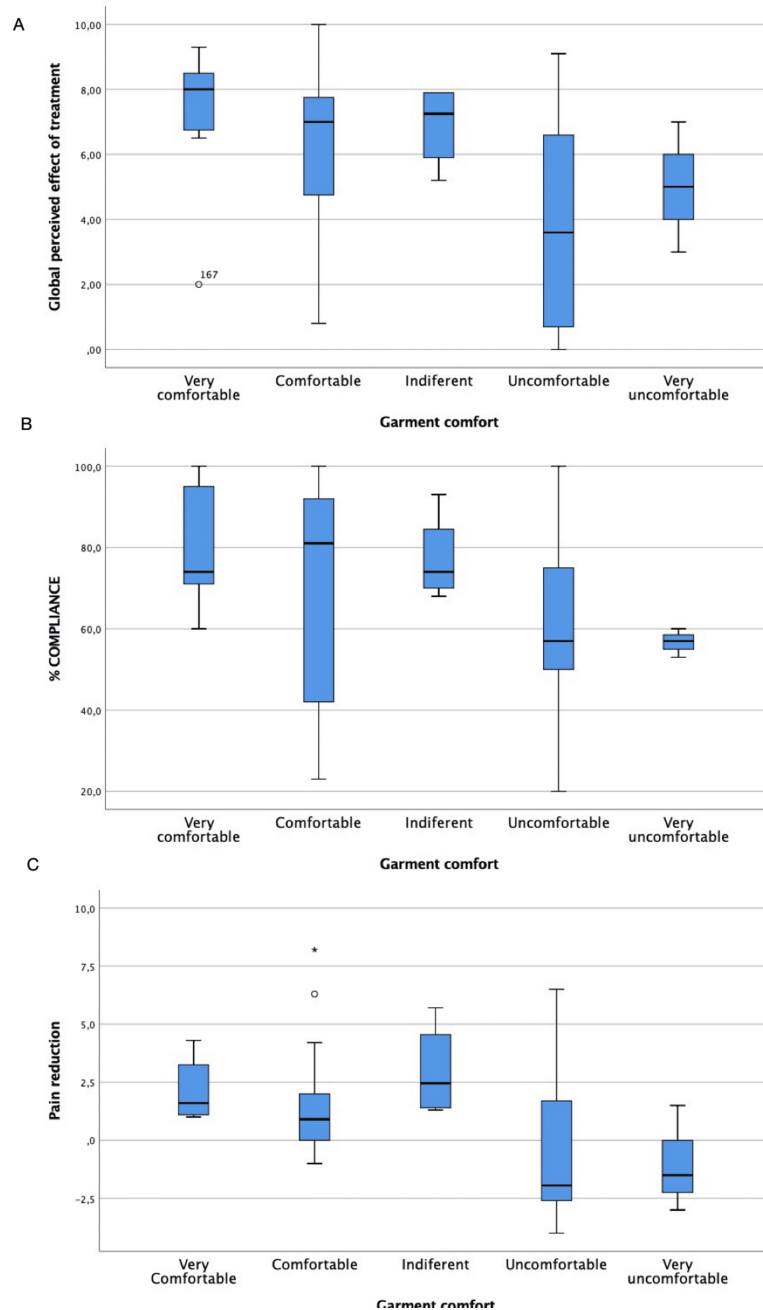 A
Global perceived effect of treatment
10,00
8,00
6,00
4,00
2,00
,00
167
Very comfortable
Comfortable
Indiferent
Uncomfortable
Very uncomfortable
Garment comfort
B
% COMPLIANCE
100,0
80,0
60,0
40,0
20,0
Very comfortable
Comfortable
Indiferent
Uncomfortable
Very uncomfortable
Garment comfort
C
Pain reduction
10,0
7,5
5,0
2,5
,0
-2,5
*
Very Comfortable
Comfortable
Indiferent
Uncomfortable
Very uncomfortable
Garment comfort